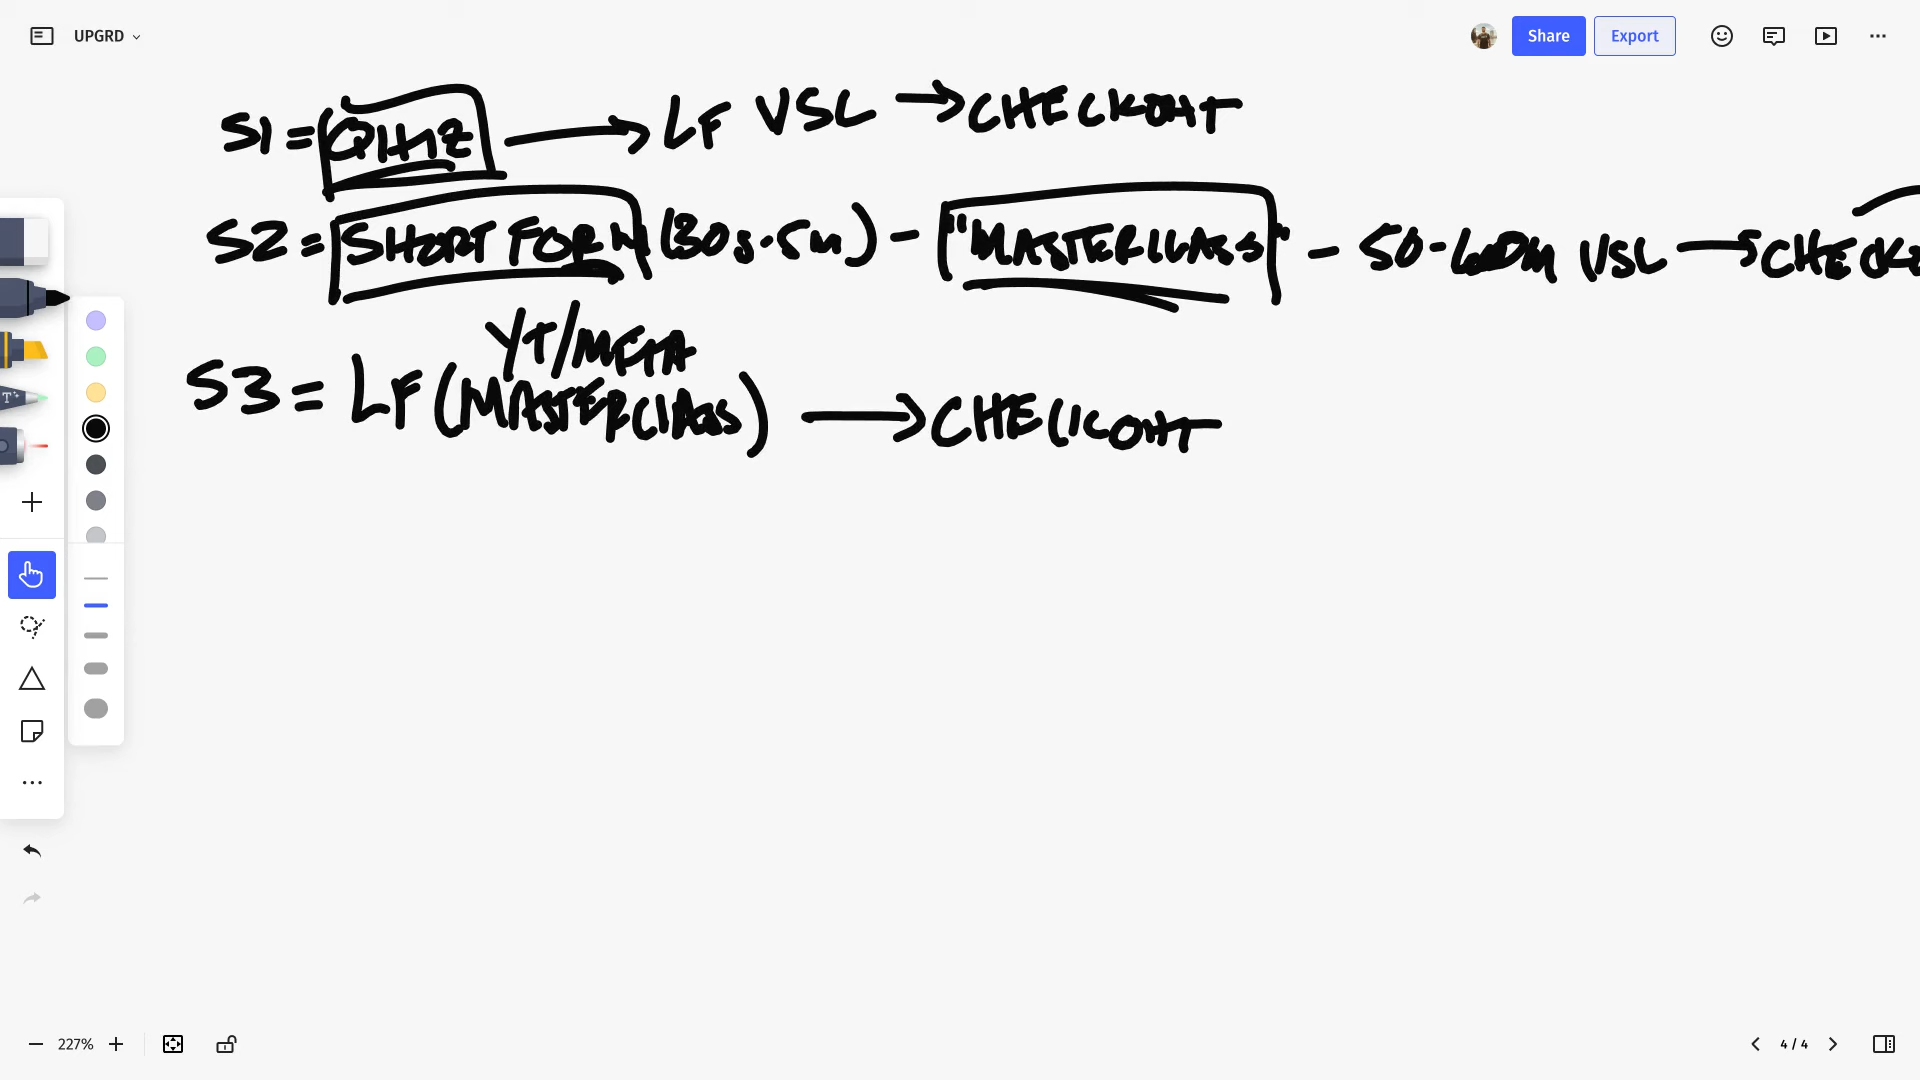 UPGRD
Share
Export
S1 = QUIZ → LF VSL → CHECKOUT
S2 = SHORT FORM (30s-5m) - "MASTERCLASS" - 50-60m VSL → CHECKO
YT/META
S3 = LF (MASTERCLASS) → CHECKOUT
T
227%
4 / 4